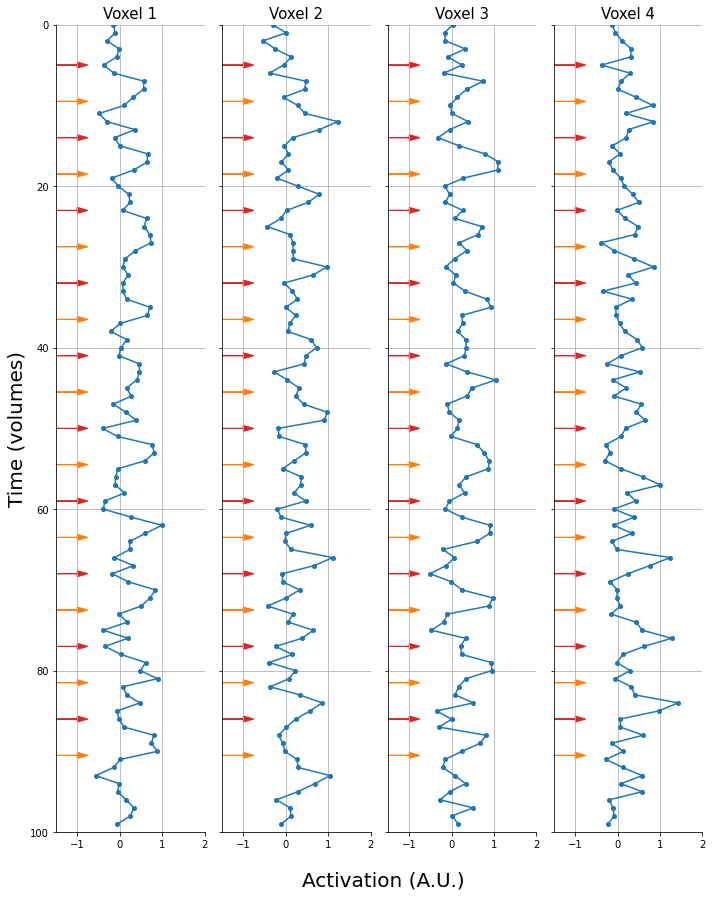 Voxel 1 Voxel 2 Voxel 3 Voxel 4
0
20
40
60
80
100
Time (volumes)
−1 0 1 2 −1 0 1 2 −1 0 1 2 −1 0 1 2
Activation (A.U.)